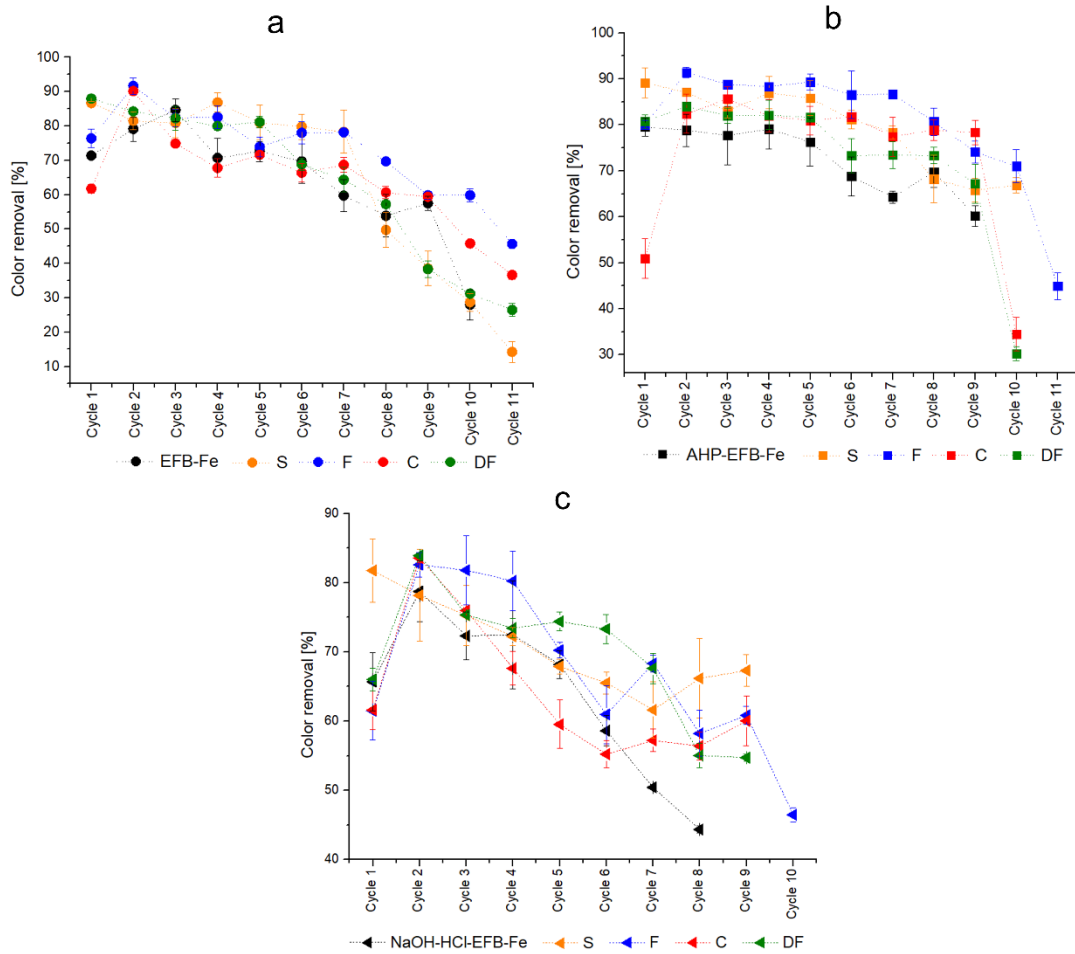 a
Color removal [%]
100
90
80
70
60
50
40
30
20
10
Cycle 1
Cycle 2
Cycle 3
Cycle 4
Cycle 5
Cycle 6
Cycle 7
Cycle 8
Cycle 9
Cycle 10
Cycle 11
EFB-Fe S F C DF
b
Color removal [%]
100
90
80
70
60
50
40
30
Cycle 1
Cycle 2
Cycle 3
Cycle 4
Cycle 5
Cycle 6
Cycle 7
Cycle 8
Cycle 9
Cycle 10
Cycle 11
AHP-EFB-Fe S F C DF
c
Color removal [%]
90
80
70
60
50
40
Cycle 1
Cycle 2
Cycle 3
Cycle 4
Cycle 5
Cycle 6
Cycle 7
Cycle 8
Cycle 9
Cycle 10
NaOH-HCl-EFB-Fe S F C DF